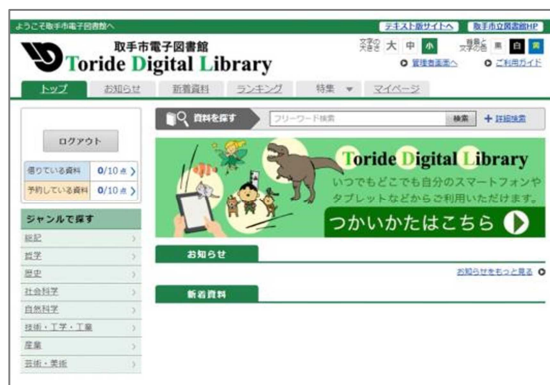 ようこそ取手市電子図書館へ
テキスト版サイトへ 取手市立図書館HP
取手市電子図書館
Toride Digital Library
文字の大きさ 大 中 小 背景と文字の色 黒 白 黄
管理者画面へ ご利用ガイド
トップ お知らせ 新着資料 ランキング 特集 マイページ
資料を探す フリーワード検索 検索 詳細検索
ログアウト
借りている資料 0/10点
予約している資料 0/10点
Toride Digital Library
いつでもどこでも自分のスマートフォンや
タブレットなどからご利用いただけます。
つかいかたはこちら
ジャンルで探す
総記
哲学
歴史
社会科学
自然科学
技術・工学・工業
産業
芸術・美術
お知らせ
お知らせをもっと見る
新着資料